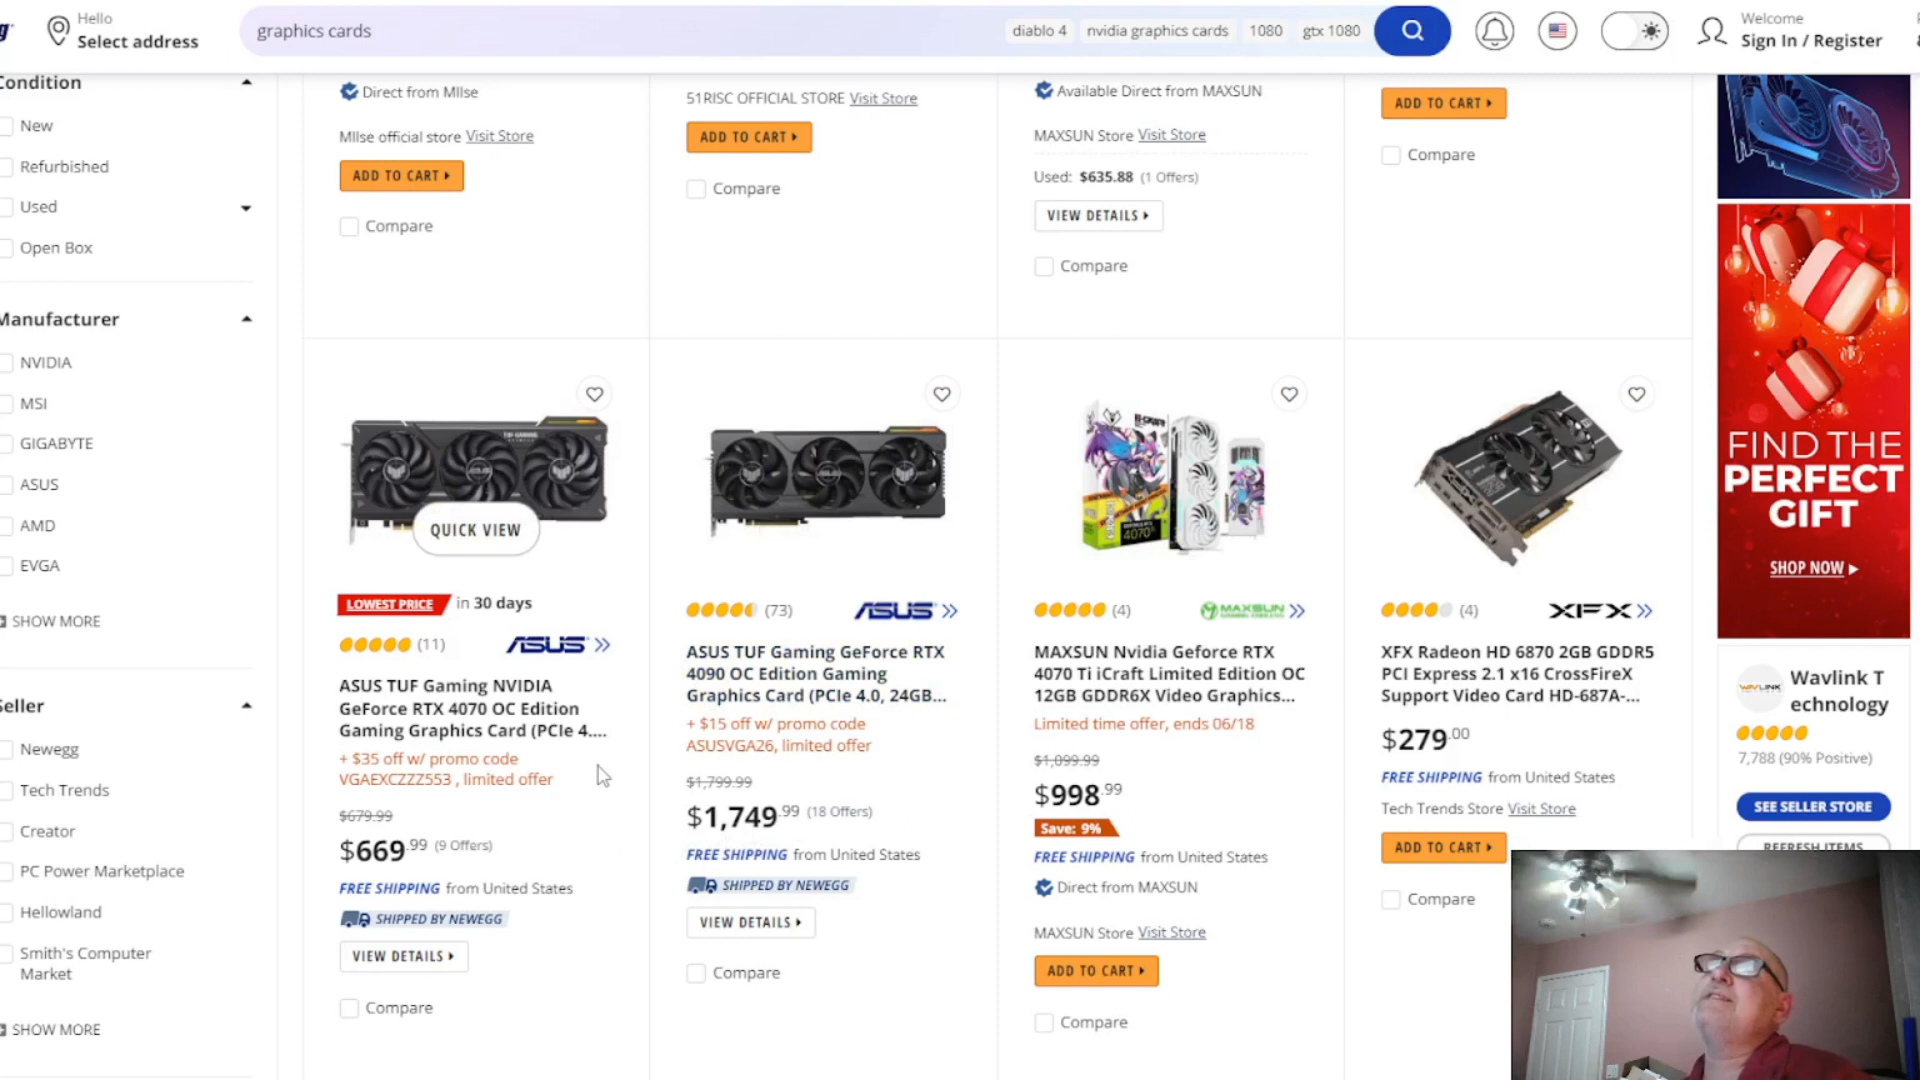 Hello
Select address
graphics cards
diablo 4
nvidia graphics cards
1080
gtx 1080
Welcome
Sign In / Register
Condition
New
Refurbished
Used
Open Box
Manufacturer
NVIDIA
MSI
GIGABYTE
ASUS
AMD
EVGA
SHOW MORE
Seller
Newegg
Tech Trends
Creator
PC Power Marketplace
Hellowland
Smith's Computer
Market
SHOW MORE
Direct from MIlse
MIlse official store Visit Store
ADD TO CART
Compare
51RISC OFFICIAL STORE Visit Store
ADD TO CART
Compare
Available Direct from MAXSUN
MAXSUN Store Visit Store
Used: $635.88 (1 Offers)
VIEW DETAILS
Compare
ADD TO CART
Compare
QUICK VIEW
LOWEST PRICE in 30 days
(11)
ASUS
ASUS TUF Gaming NVIDIA
GeForce RTX 4070 OC Edition
Gaming Graphics Card (PCIe 4....
+ $35 off w/ promo code
VGAEXCZZZ553 , limited offer
$679.99
$669.99 (9 Offers)
FREE SHIPPING from United States
SHIPPED BY NEWEGG
VIEW DETAILS
Compare
(73)
ASUS
ASUS TUF Gaming GeForce RTX
4090 OC Edition Gaming
Graphics Card (PCIe 4.0, 24GB...
+ $15 off w/ promo code
ASUSVGA26, limited offer
$1,799.99
$1,749.99 (18 Offers)
FREE SHIPPING from United States
SHIPPED BY NEWEGG
VIEW DETAILS
Compare
4070
(4)
MAXSUN
MAXSUN Nvidia Geforce RTX
4070 Ti iCraft Limited Edition OC
12GB GDDR6X Video Graphics...
Limited time offer, ends 06/18
$1,099.99
$998.99
Save: 9%
FREE SHIPPING from United States
Direct from MAXSUN
MAXSUN Store Visit Store
ADD TO CART
Compare
(4)
XFX
XFX Radeon HD 6870 2GB GDDR5
PCI Express 2.1 x16 CrossFireX
Support Video Card HD-687A-...
$279.00
FREE SHIPPING from United States
Tech Trends Store Visit Store
ADD TO CART
Compare
FIND THE
PERFECT
GIFT
SHOP NOW
WAVLINK
Wavlink T
echnology
7,788 (90% Positive)
SEE SELLER STORE
REFRESH ITEMS